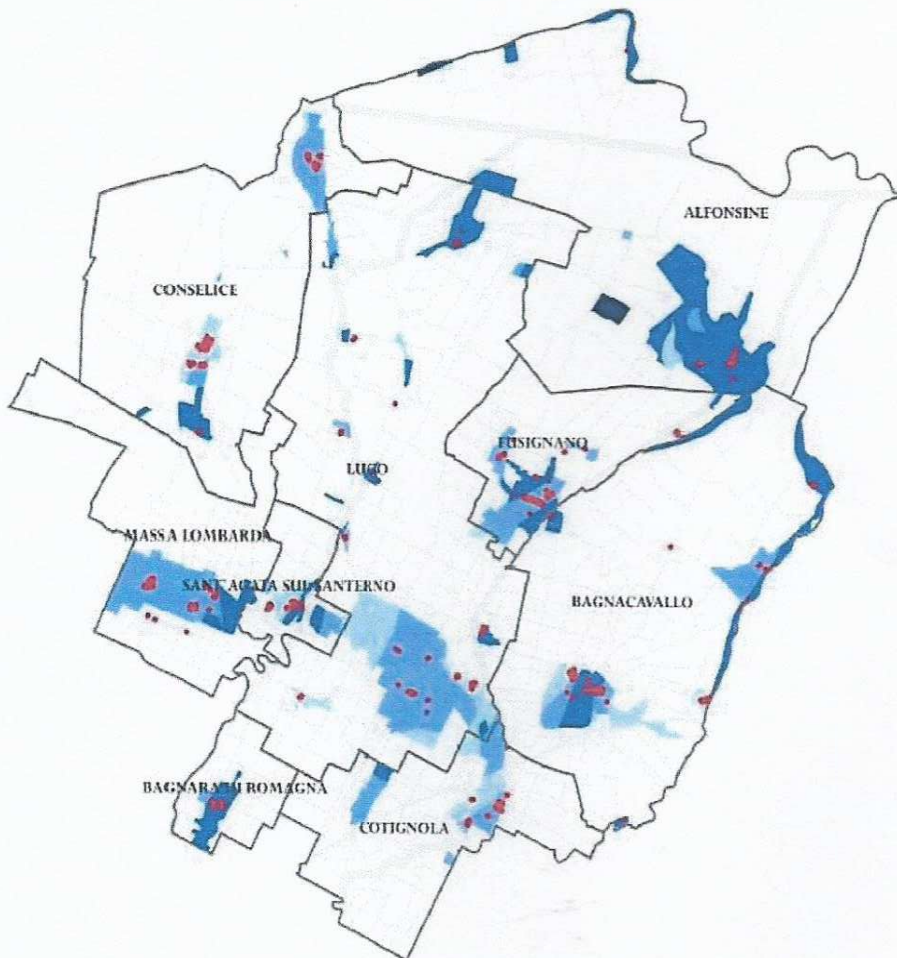 ALFONSINE
CONSELICE
FUSIGNANO
LUGO
MASSA LOMBARDA
SANT'AGATA SUL SANTERNO
BAGNACAVALLO
BAGNARA DI ROMAGNA
COTIGNOLA